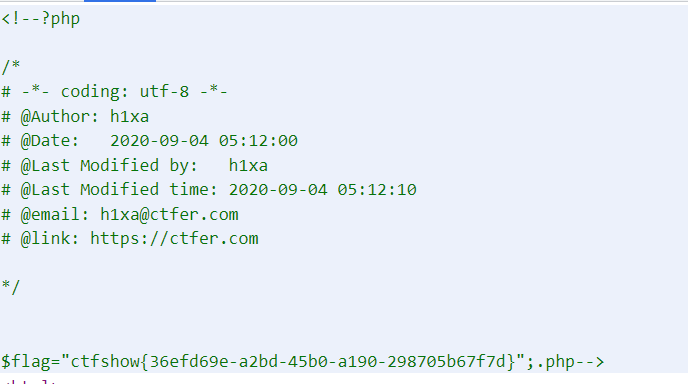 <!--?php
/*
# -*- coding: utf-8 -*-
# @Author: h1xa
# @Date:   2020-09-04 05:12:00
# @Last Modified by:   h1xa
# @Last Modified time: 2020-09-04 05:12:10
# @email: h1xa@ctfer.com
# @link: https://ctfer.com
*/
$flag="ctfshow{36efd69e-a2bd-45b0-a190-298705b67f7d}";.php-->